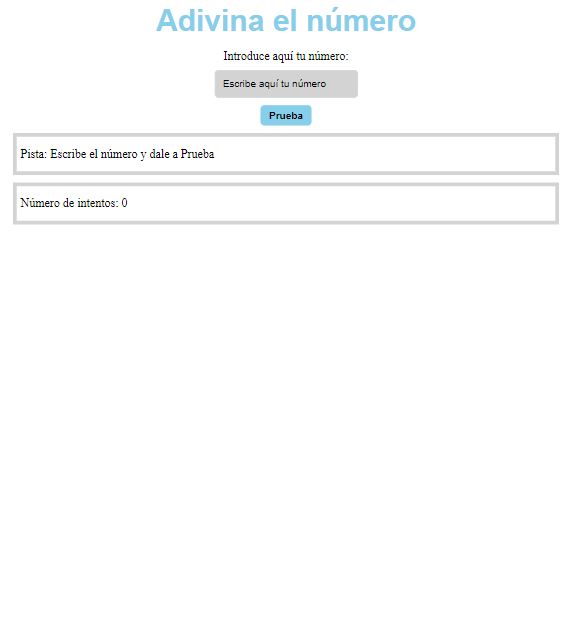 Adivina el número
Introduce aquí tu número:
Escribe aquí tu número
Prueba
Pista: Escribe el número y dale a Prueba
Número de intentos: 0